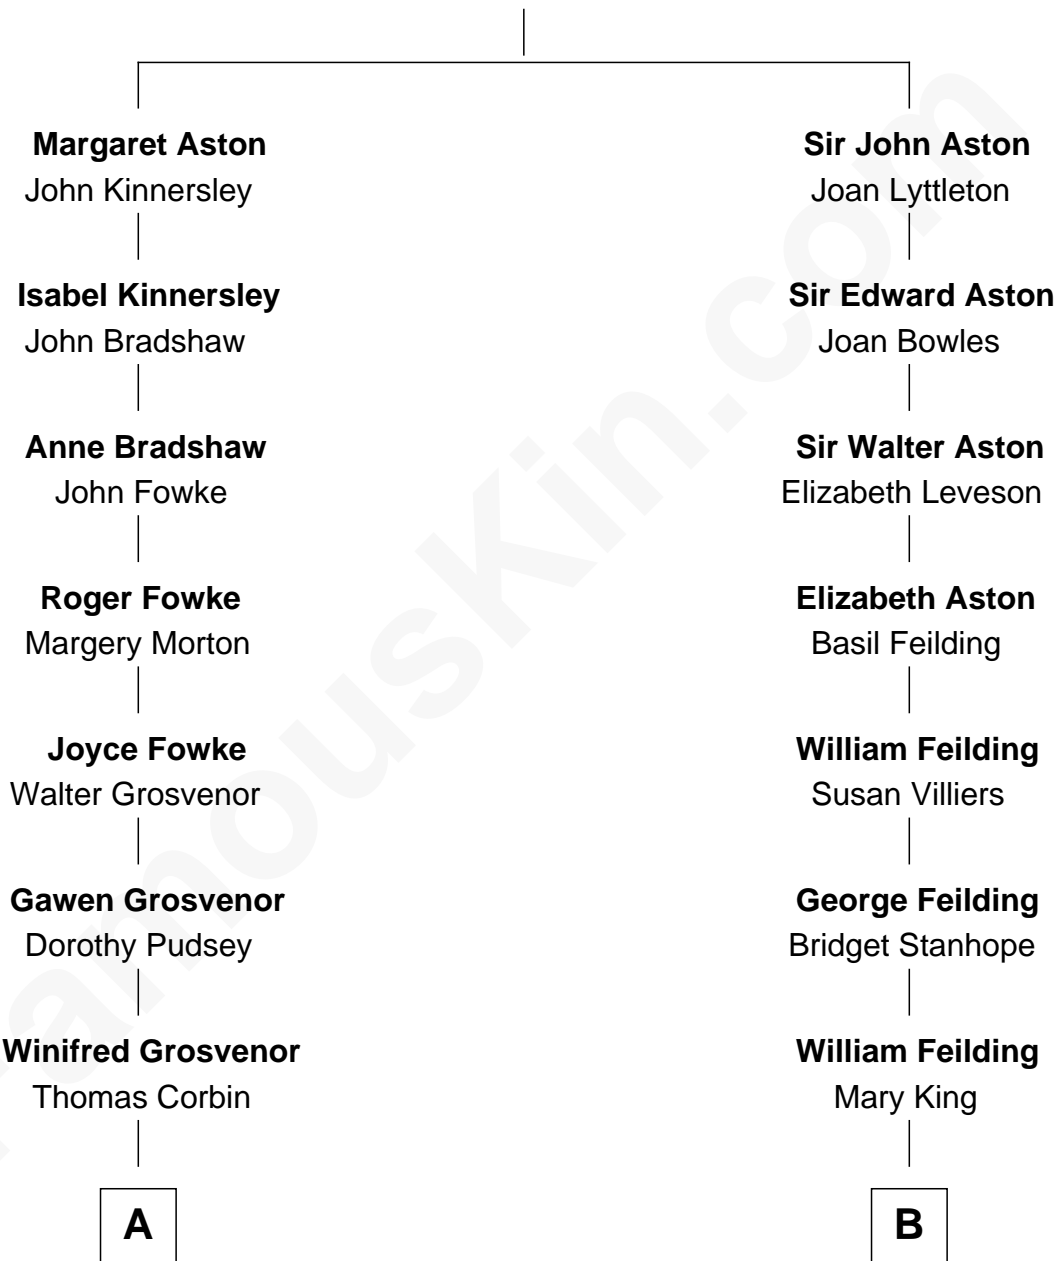 Margaret Aston
John Kinnersley
Isabel Kinnersley
John Bradshaw
Anne Bradshaw
John Fowke
Roger Fowke
Margery Morton
Joyce Fowke
Walter Grosvenor
Gawen Grosvenor
Dorothy Pudsey
Winifred Grosvenor
Thomas Corbin
A
Sir John Aston
Joan Lyttleton
Sir Edward Aston
Joan Bowles
Sir Walter Aston
Elizabeth Leveson
Elizabeth Aston
Basil Feilding
William Feilding
Susan Villiers
George Feilding
Bridget Stanhope
William Feilding
Mary King
B
FamousKin.com